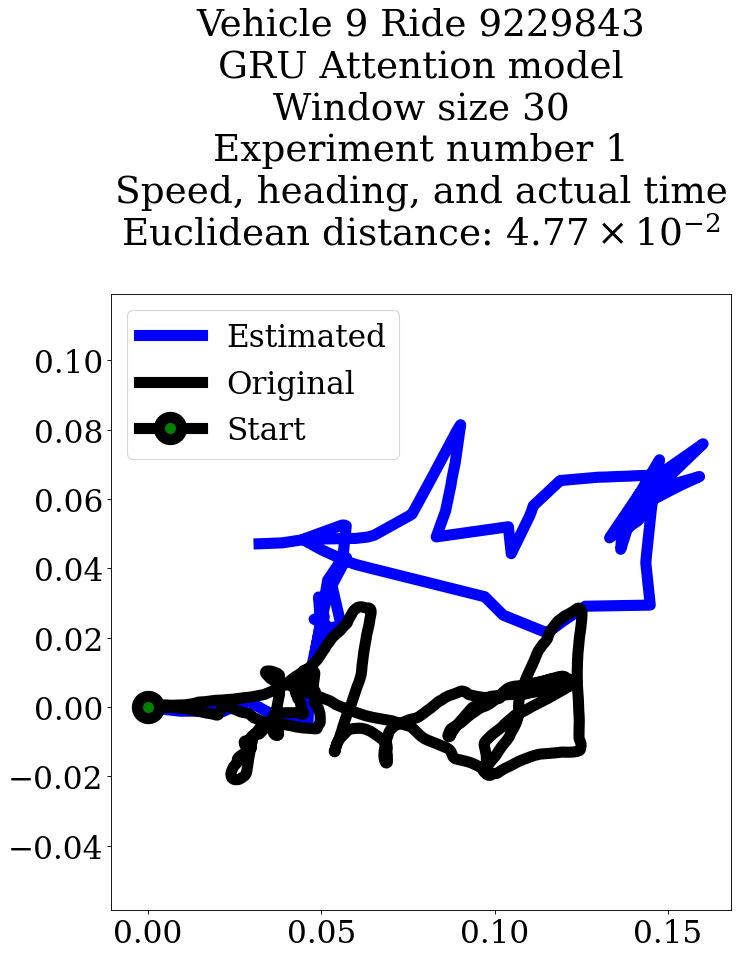 Vehicle 9 Ride 9229843
GRU Attention model
Window size 30
Experiment number 1
Speed, heading, and actual time
Euclidean distance: 4.77 × 10⁻²
Estimated
Original
Start
0.10
0.08
0.06
0.04
0.02
0.00
−0.02
−0.04
0.00 0.05 0.10 0.15